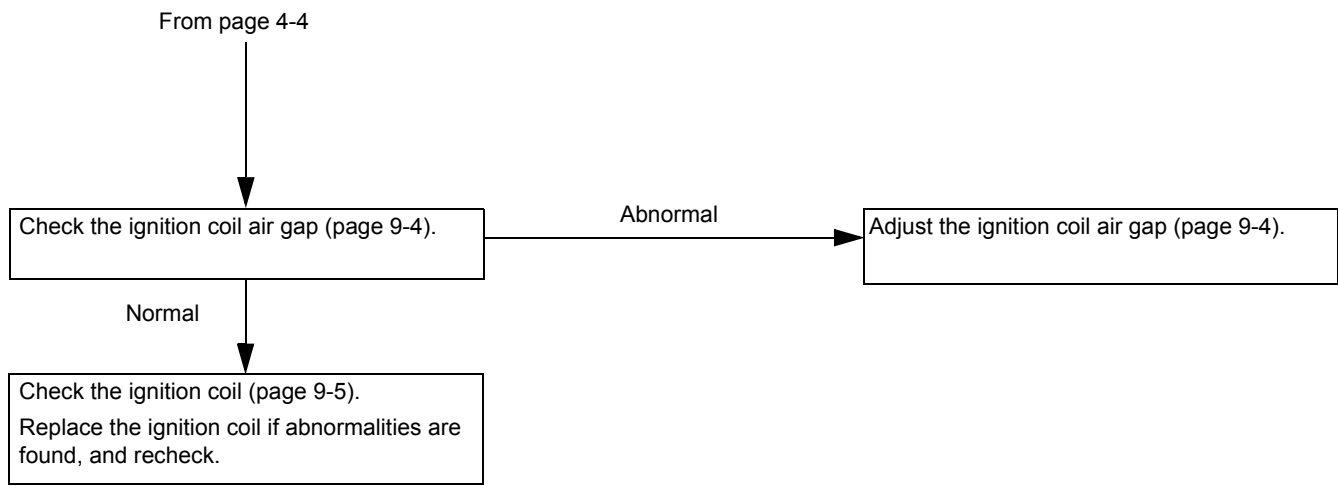 From page 4-4
Check the ignition coil air gap (page 9-4).
Abnormal
Adjust the ignition coil air gap (page 9-4).
Normal
Check the ignition coil (page 9-5).
Replace the ignition coil if abnormalities are
found, and recheck.